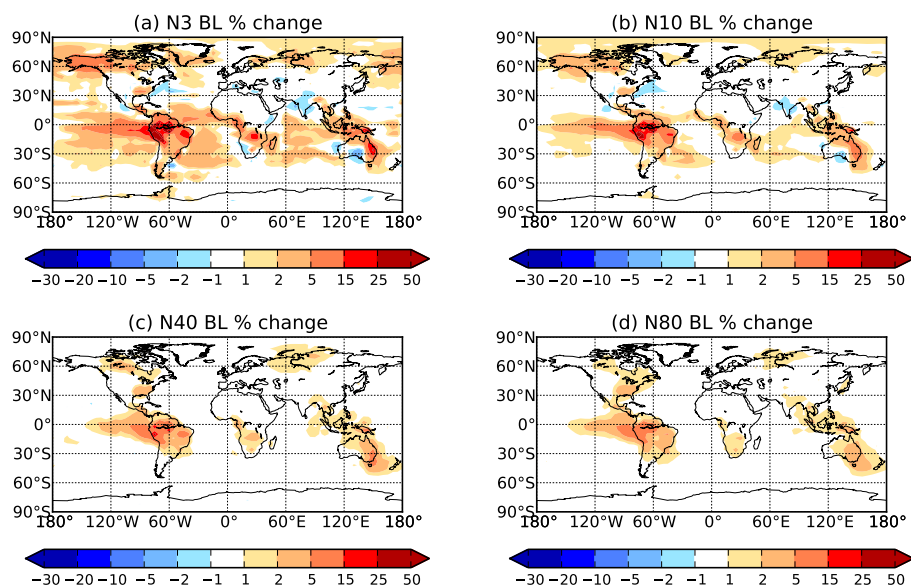 (a) N3 BL % change
(b) N10 BL % change
90°N
60°N
30°N
0°
30°S
60°S
90°S
180° 120°W 60°W 0° 60°E 120°E 180°
90°N
60°N
30°N
0°
30°S
60°S
90°S
180° 120°W 60°W 0° 60°E 120°E 180°
−30 −20 −10 −5 −2 −1 1 2 5 15 25 50
−30 −20 −10 −5 −2 −1 1 2 5 15 25 50
(c) N40 BL % change
(d) N80 BL % change
90°N
60°N
30°N
0°
30°S
60°S
90°S
180° 120°W 60°W 0° 60°E 120°E 180°
90°N
60°N
30°N
0°
30°S
60°S
90°S
180° 120°W 60°W 0° 60°E 120°E 180°
−30 −20 −10 −5 −2 −1 1 2 5 15 25 50
−30 −20 −10 −5 −2 −1 1 2 5 15 25 50